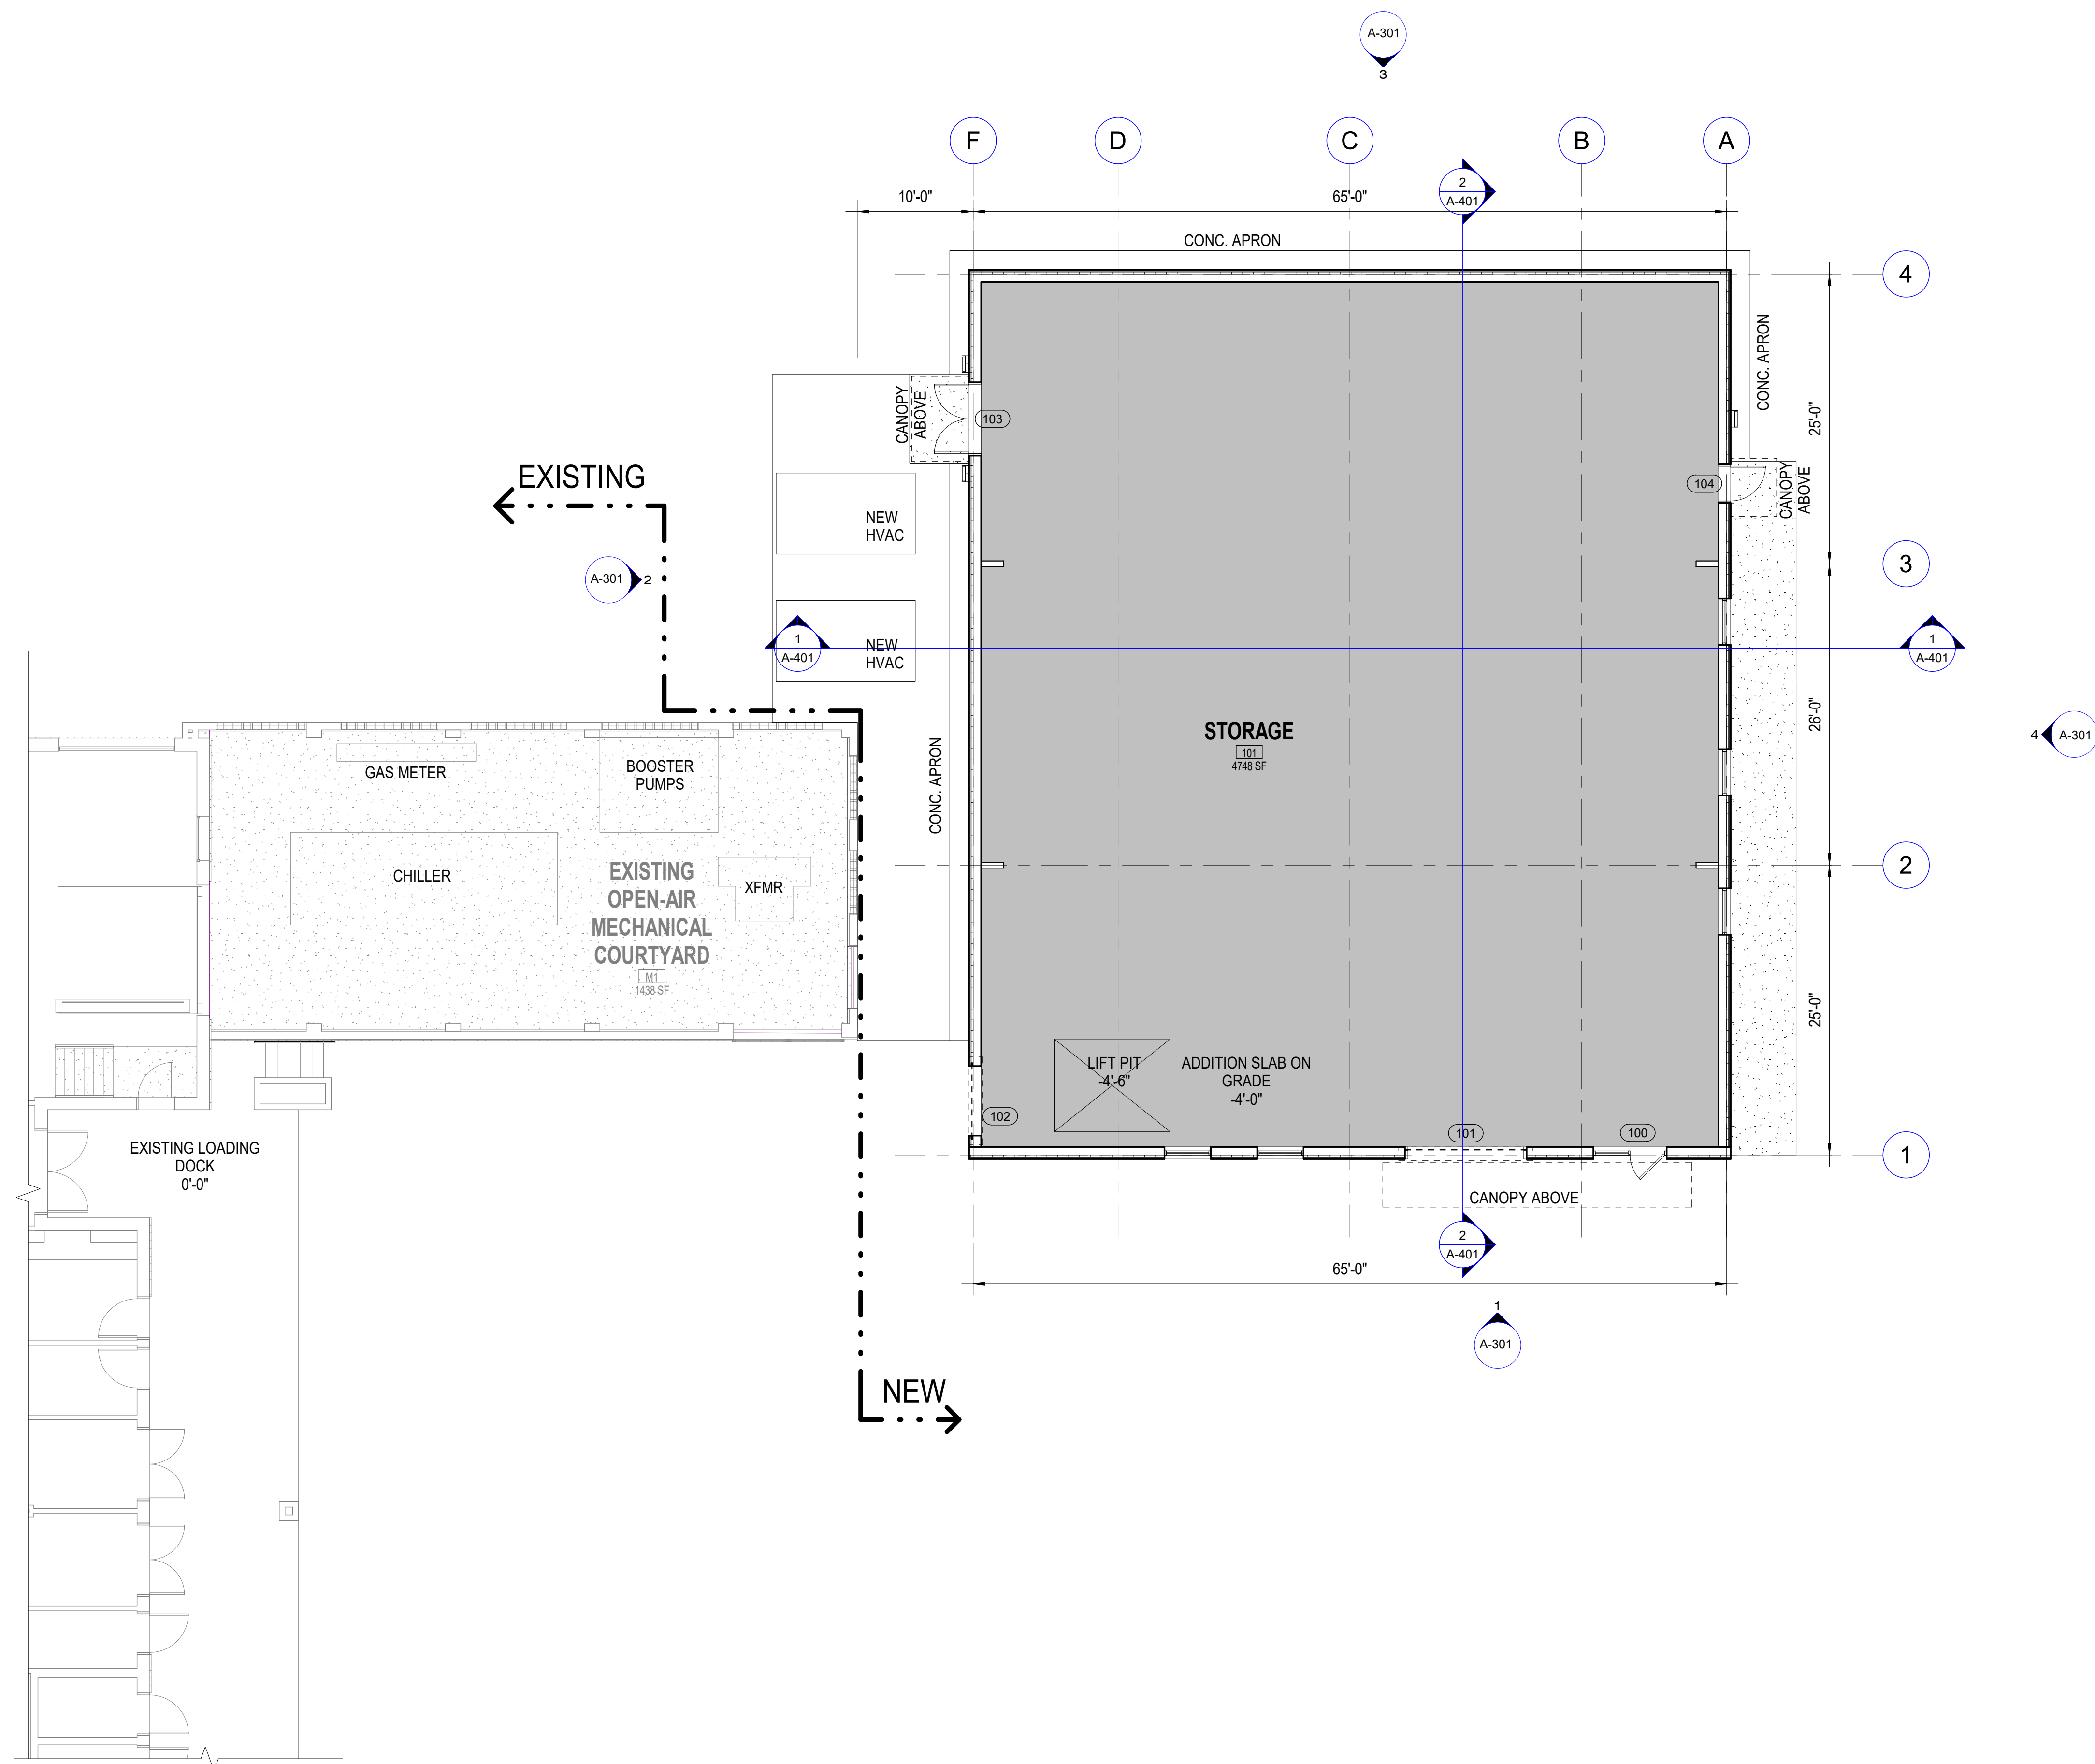 A-301
3
F
D
C
B
A
10'-0"
65'-0"
2
A-401
CONC. APRON
4
CONC. APRON
25'-0"
CANOPY
ABOVE
103
EXISTING
104
CANOPY
ABOVE
NEW
HVAC
3
A-301
2
NEW
HVAC
1
A-401
1
A-401
STORAGE
101
4748 SF
26'-0"
4
A-301
GAS METER
BOOSTER
PUMPS
CONC. APRON
CHILLER
EXISTING
OPEN-AIR
MECHANICAL
COURTYARD
M1
1438 SF
XFMR
2
25'-0"
LIFT PIT
-4'-6"
ADDITION SLAB ON
GRADE
-4'-0"
102
101
100
EXISTING LOADING
DOCK
0'-0"
1
CANOPY ABOVE
2
A-401
65'-0"
1
A-301
NEW